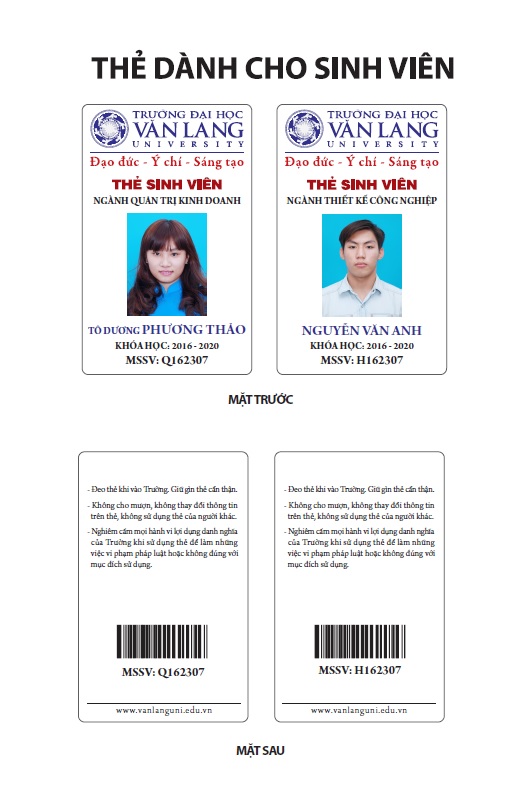 THẺ DÀNH CHO SINH VIÊN
TRƯỜNG ĐẠI HỌC
VĂN LANG
UNIVERSITY
Đạo đức - Ý chí - Sáng tạo
THẺ SINH VIÊN
NGÀNH QUẢN TRỊ KINH DOANH
TÔ DƯƠNG PHƯƠNG THẢO
KHÓA HỌC: 2016 - 2020
MSSV: Q162307
TRƯỜNG ĐẠI HỌC
VĂN LANG
UNIVERSITY
Đạo đức - Ý chí - Sáng tạo
THẺ SINH VIÊN
NGÀNH THIẾT KẾ CÔNG NGHIỆP
NGUYỄN VĂN ANH
KHÓA HỌC: 2016 - 2020
MSSV: H162307
MẶT TRƯỚC
- Đeo thẻ khi vào Trường. Giữ gìn thẻ cẩn thận.
- Không cho mượn, không thay đổi thông tin
trên thẻ, không sử dụng thẻ của người khác.
- Nghiêm cấm mọi hành vi lợi dụng danh nghĩa
của Trường khi sử dụng thẻ để làm những
việc vi phạm pháp luật hoặc không đúng với
mục đích sử dụng.
MSSV: Q162307
www.vanlanguni.edu.vn
- Đeo thẻ khi vào Trường. Giữ gìn thẻ cẩn thận.
- Không cho mượn, không thay đổi thông tin
trên thẻ, không sử dụng thẻ của người khác.
- Nghiêm cấm mọi hành vi lợi dụng danh nghĩa
của Trường khi sử dụng thẻ để làm những
việc vi phạm pháp luật hoặc không đúng với
mục đích sử dụng.
MSSV: H162307
www.vanlanguni.edu.vn
MẶT SAU